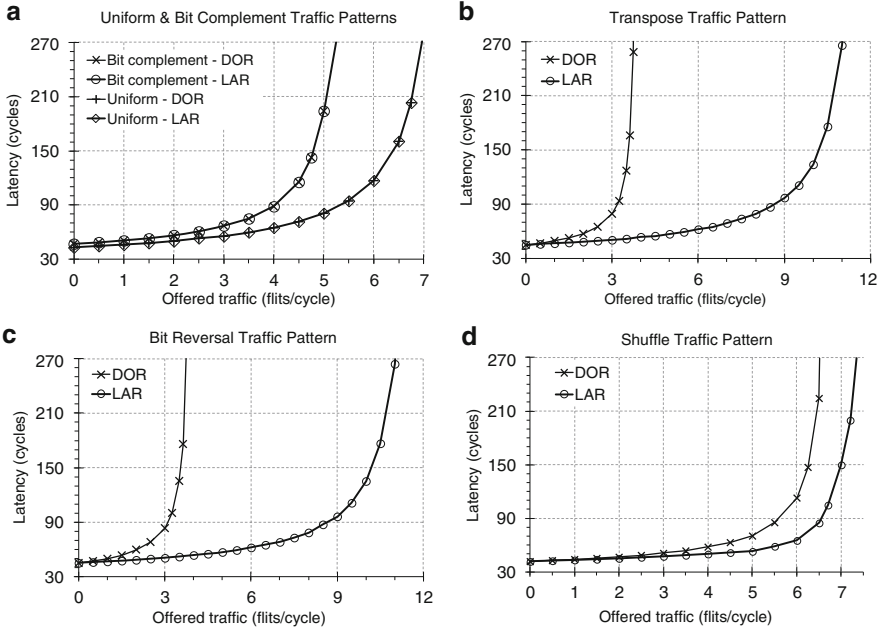 a
Uniform & Bit Complement Traffic Patterns
270
210
150
90
30
Latency (cycles)
Bit complement - DOR
Bit complement - LAR
Uniform - DOR
Uniform - LAR
0 1 2 3 4 5 6 7
Offered traffic (flits/cycle)
b
Transpose Traffic Pattern
270
210
150
90
30
Latency (cycles)
DOR
LAR
0 3 6 9 12
Offered traffic (flits/cycle)
c
Bit Reversal Traffic Pattern
270
210
150
90
30
Latency (cycles)
DOR
LAR
0 3 6 9 12
Offered traffic (flits/cycle)
d
Shuffle Traffic Pattern
270
210
150
90
30
Latency (cycles)
DOR
LAR
0 1 2 3 4 5 6 7
Offered traffic (flits/cycle)